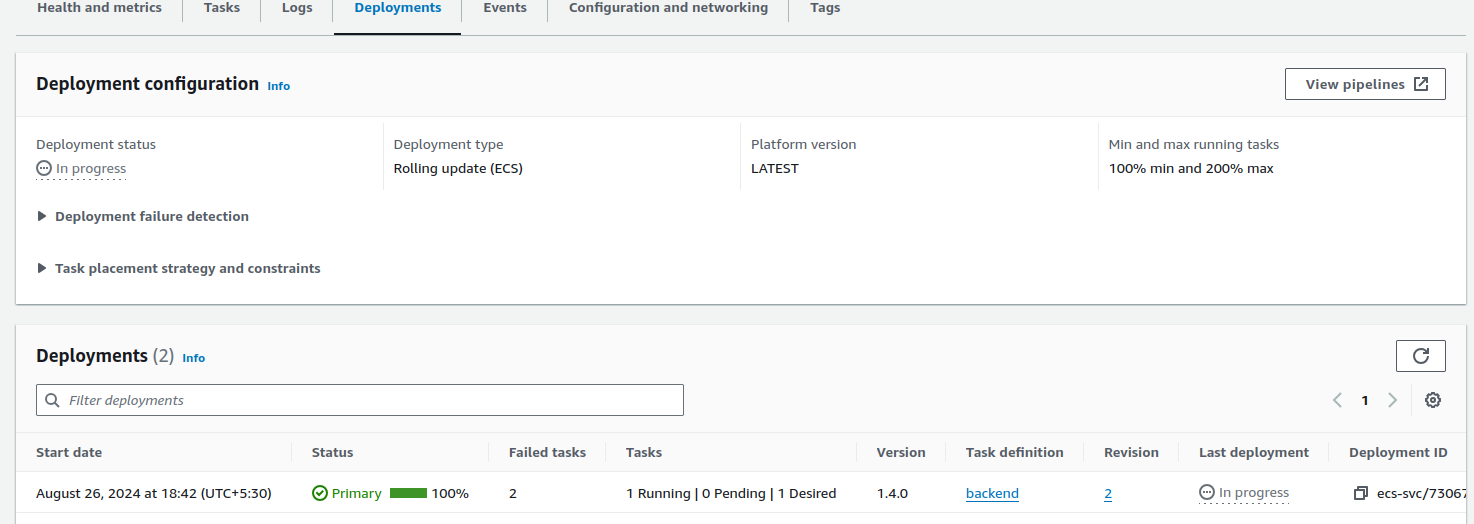 Health and metrics Tasks Logs Deployments Events Configuration and networking Tags
Deployment configuration Info View pipelines
Deployment status Deployment type Platform version Min and max running tasks
In progress Rolling update (ECS) LATEST 100% min and 200% max
Deployment failure detection
Task placement strategy and constraints
Deployments (2) Info
Filter deployments 1
Start date Status Failed tasks Tasks Version Task definition Revision Last deployment Deployment ID
August 26, 2024 at 18:42 (UTC+5:30) Primary 100% 2 1 Running | 0 Pending | 1 Desired 1.4.0 backend 2 In progress ecs-svc/73067